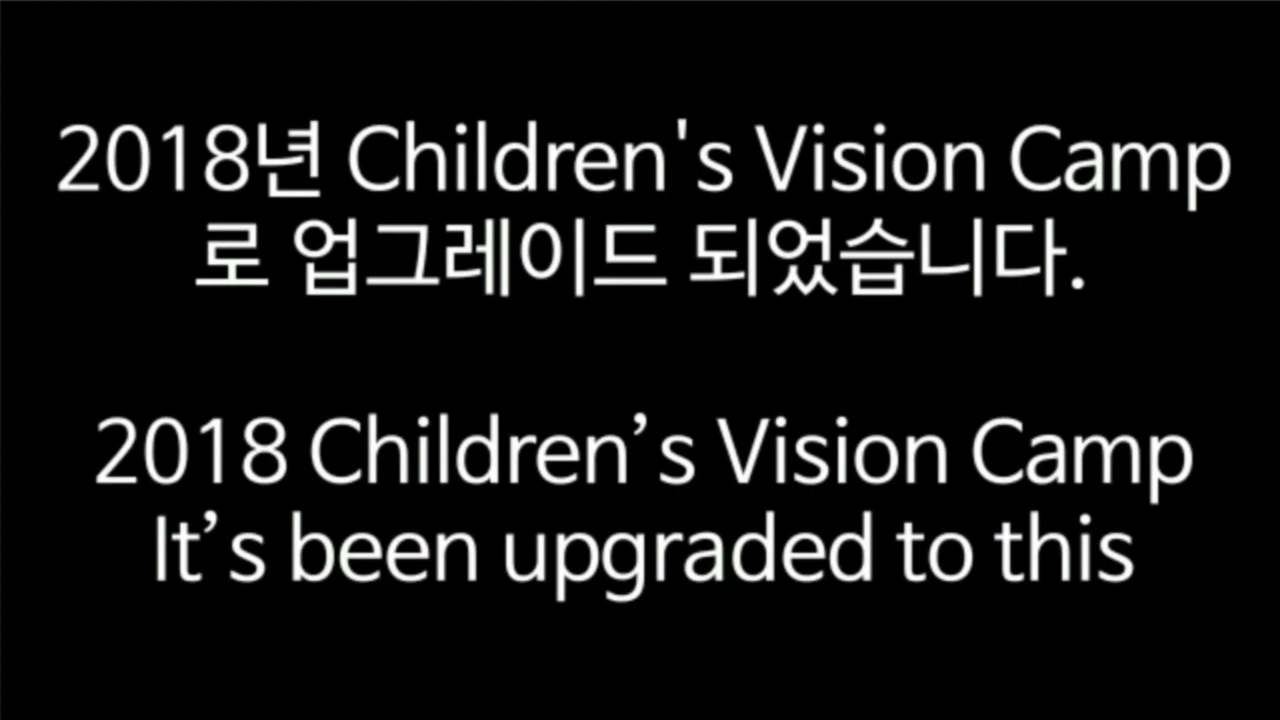 2018년 Children's Vision Camp
로 업그레이드 되었습니다.
2018 Children’s Vision Camp
It’s been upgraded to this